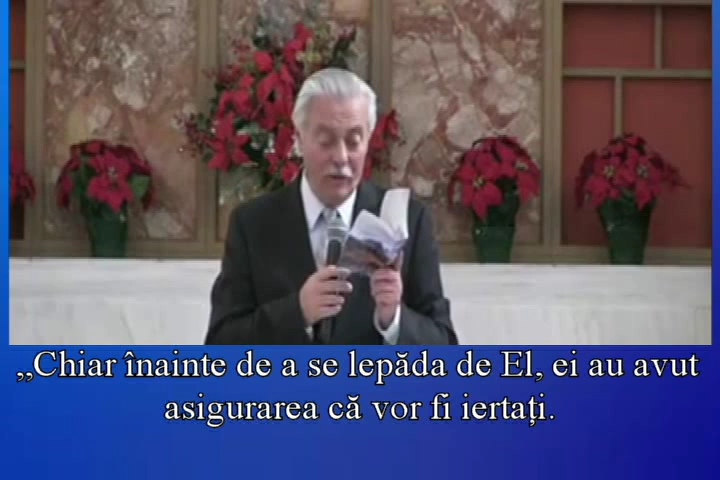 ,,Chiar înainte de a se lepăda de El, ei au avut
asigurarea că vor fi iertați.